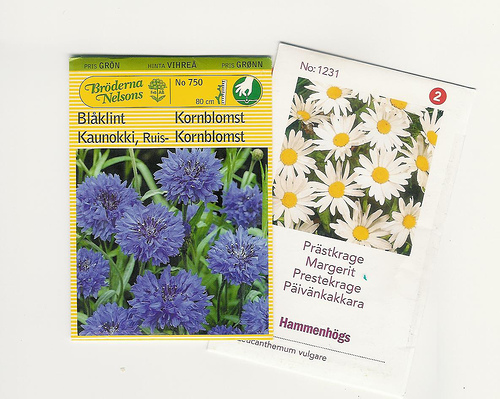 PRIS GRÖN HINTA VIHREÄ PRIS GRØNN
Bröderna
Nelsons
No 750
80 cm
Blåklint Kornblomst
Kaunokki, Ruis- Kornblomst
No: 1231
2
Prästkrage
Margerit
Prestekrage
Päivänkakkara
Hammenhögs
vulgare